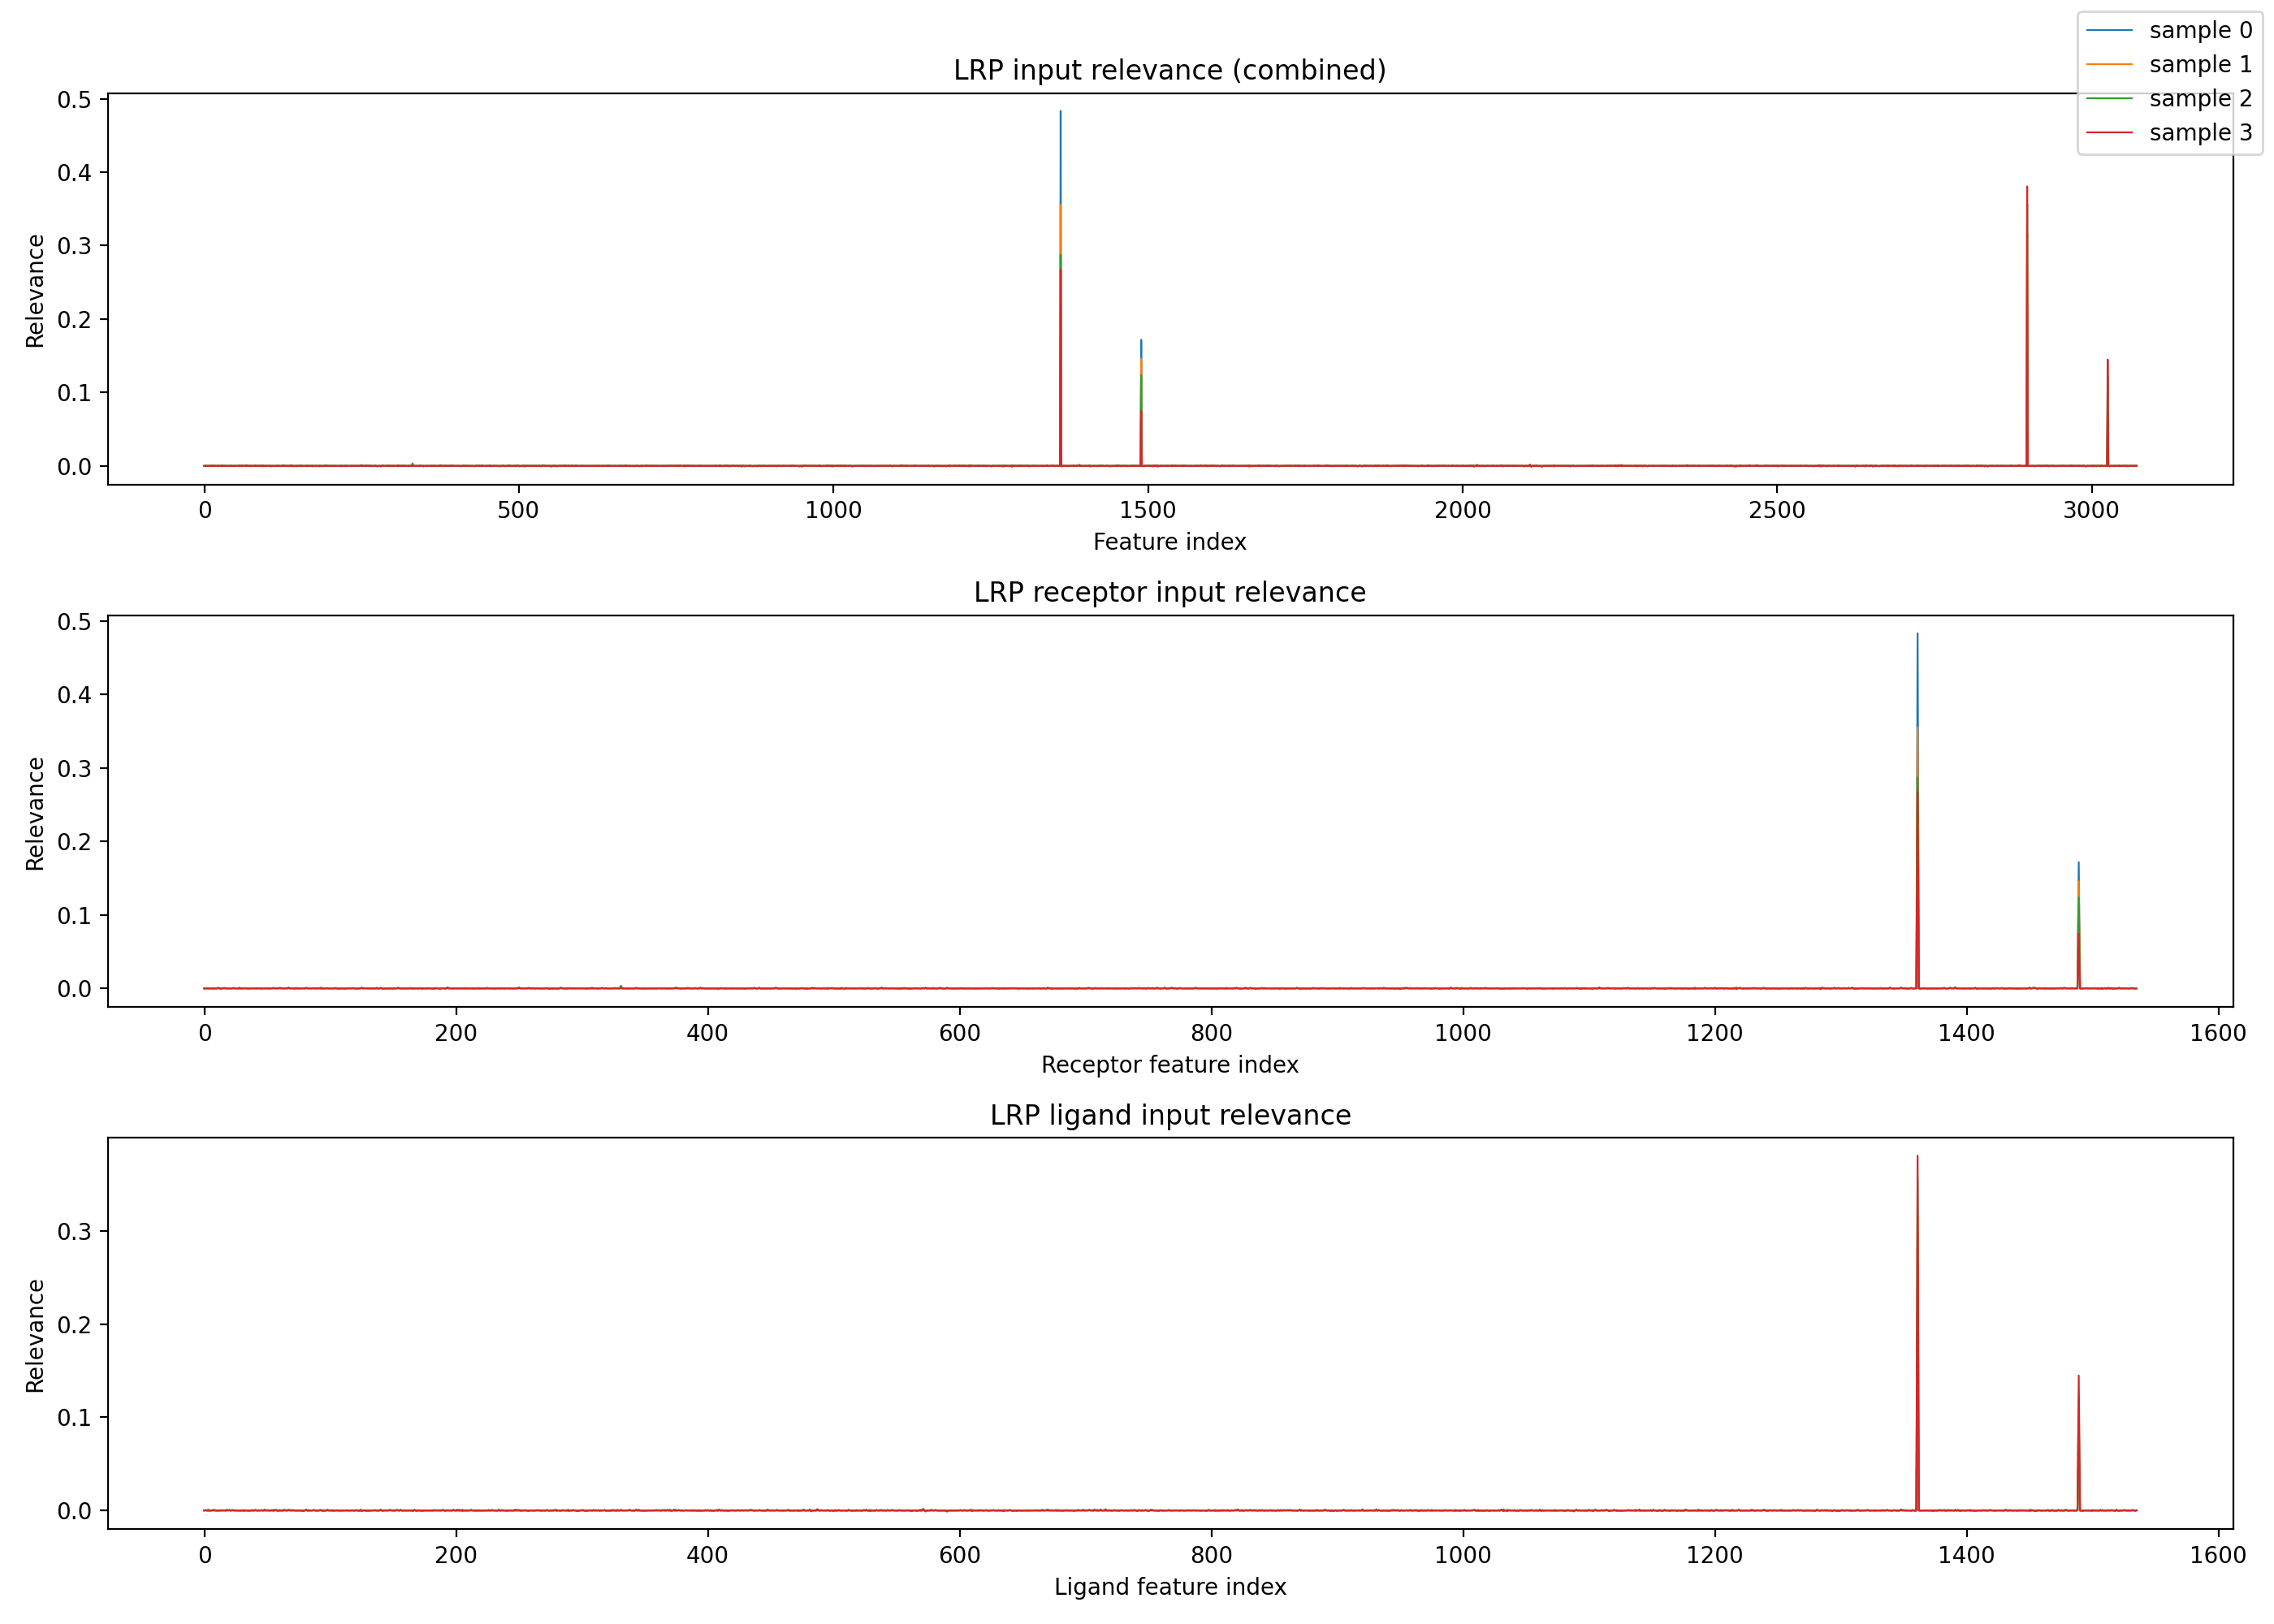 sample 0
sample 1
sample 2
sample 3
LRP input relevance (combined)
Relevance
0.5
0.4
0.3
0.2
0.1
0.0
0 500 1000 1500 2000 2500 3000
Feature index
LRP receptor input relevance
Relevance
0.5
0.4
0.3
0.2
0.1
0.0
0 200 400 600 800 1000 1200 1400 1600
Receptor feature index
LRP ligand input relevance
Relevance
0.3
0.2
0.1
0.0
0 200 400 600 800 1000 1200 1400 1600
Ligand feature index